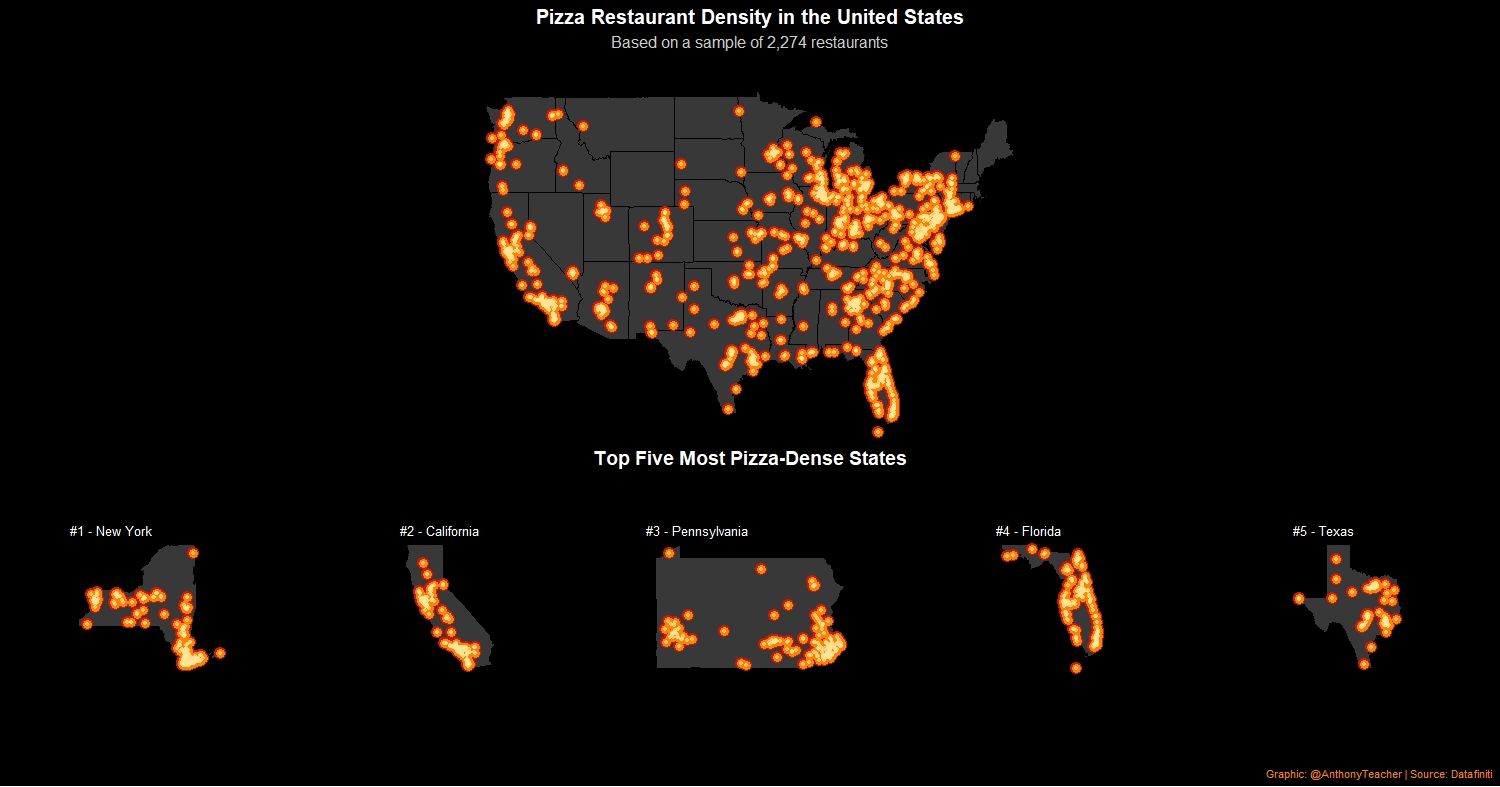 Pizza Restaurant Density in the United States
Based on a sample of 2,274 restaurants
Top Five Most Pizza-Dense States
#1 - New York
#2 - California
#3 - Pennsylvania
#4 - Florida
#5 - Texas
Graphic: @AnthonyTeacher | Source: Datafiniti